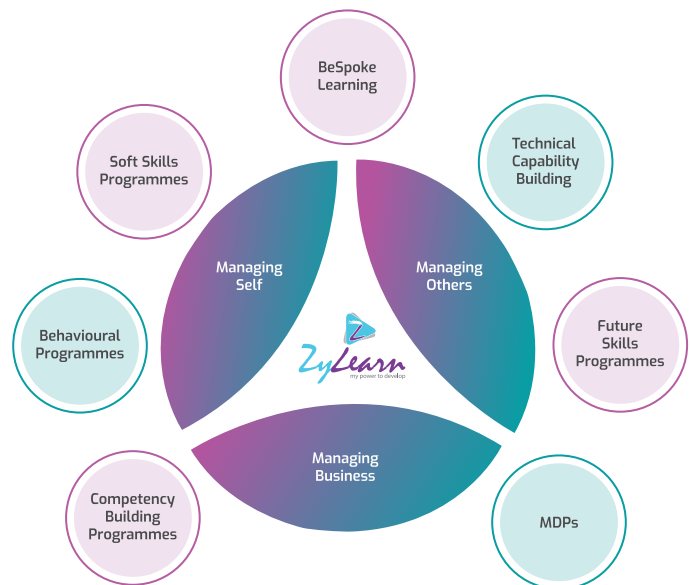 BeSpoke
Learning
Soft Skills
Programmes
Technical
Capability
Building
Managing
Self
Managing
Others
Behavioural
Programmes
Future
Skills
Programmes
ZyLearn
my power to develop
Managing
Business
Competency
Building
Programmes
MDPs